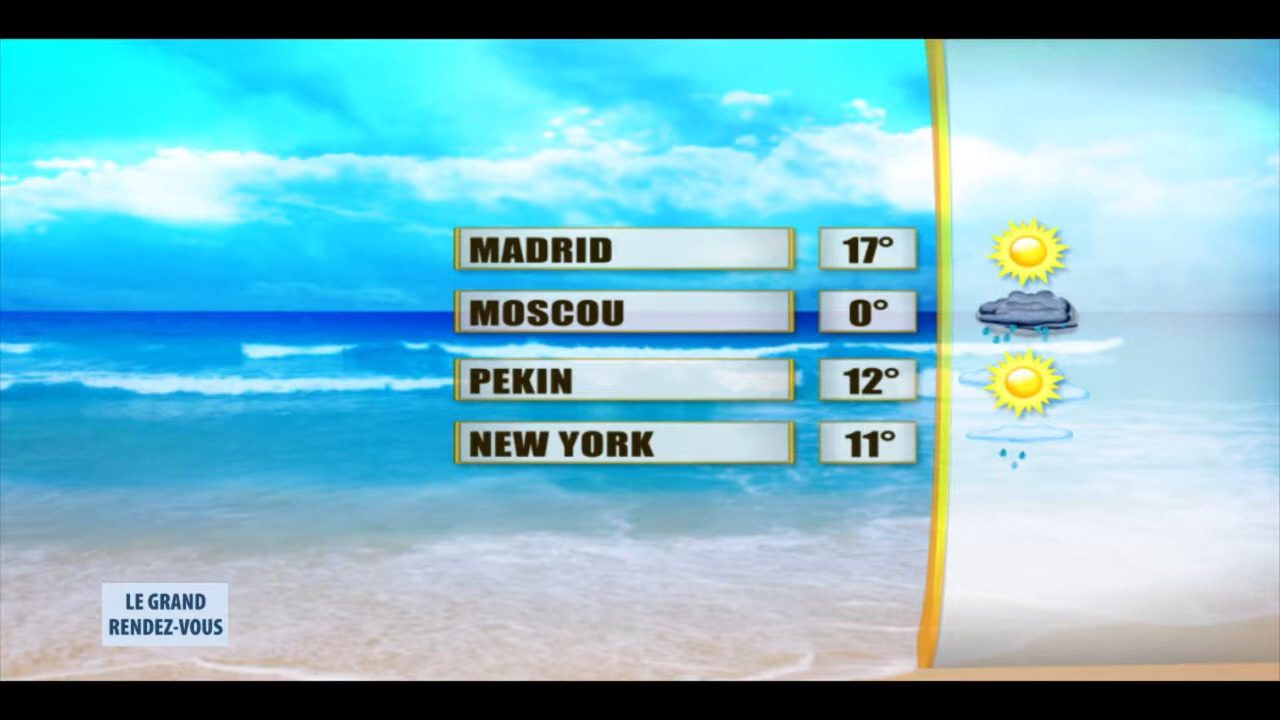 MADRID 17°
MOSCOU 0°
PEKIN 12°
NEW YORK 11°
LE GRAND
RENDEZ-VOUS